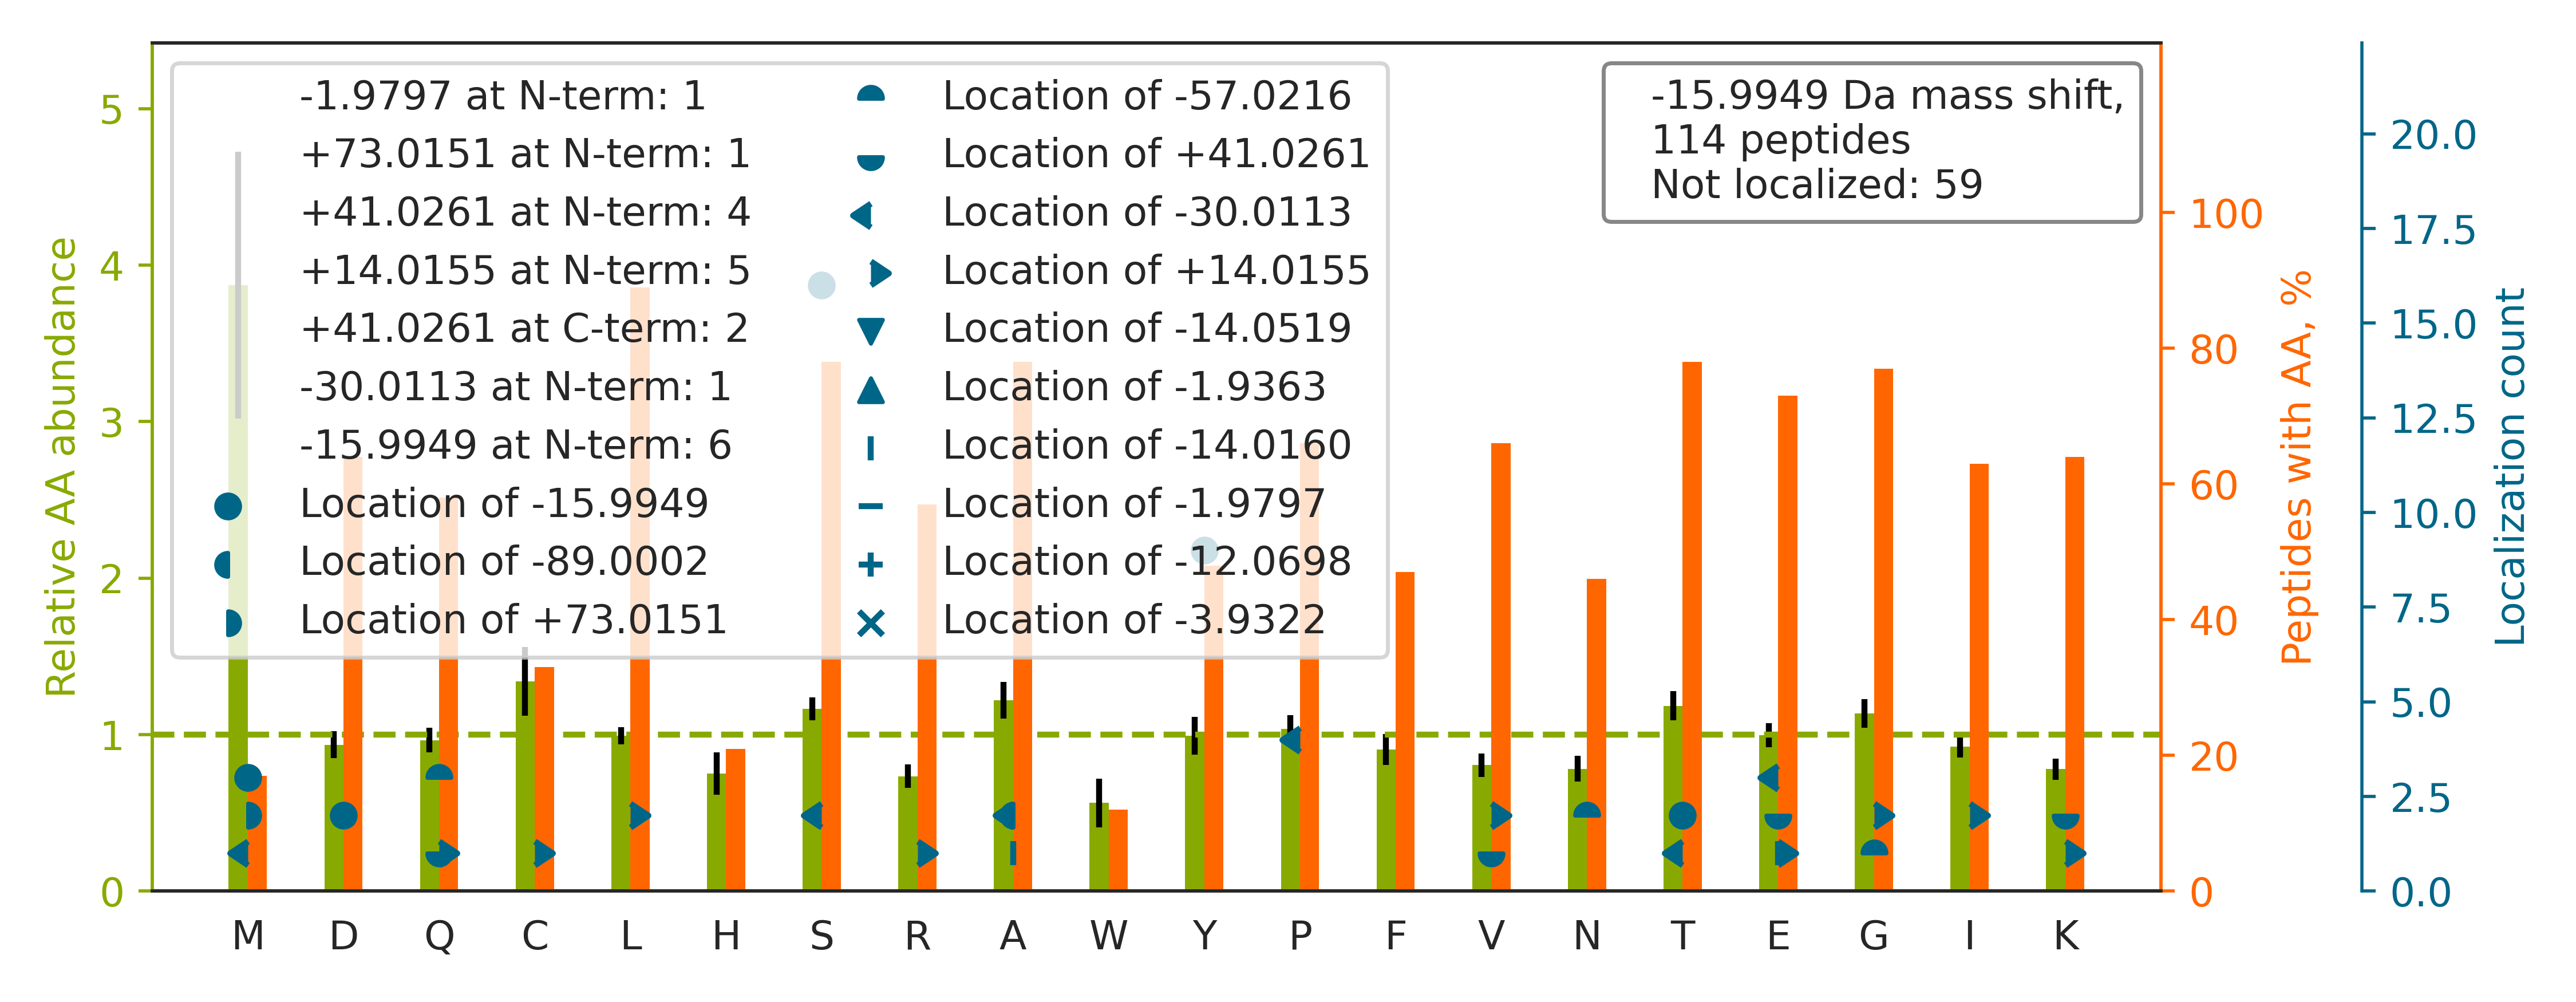 -1.9797 at N-term: 1
+73.0151 at N-term: 1
+41.0261 at N-term: 4
+14.0155 at N-term: 5
+41.0261 at C-term: 2
-30.0113 at N-term: 1
-15.9949 at N-term: 6
Location of -15.9949
Location of -89.0002
Location of +73.0151
Location of -57.0216
Location of +41.0261
Location of -30.0113
Location of +14.0155
Location of -14.0519
Location of -1.9363
Location of -14.0160
Location of -1.9797
Location of -12.0698
Location of -3.9322
-15.9949 Da mass shift,
114 peptides
Not localized: 59
Relative AA abundance
5
4
3
2
1
0
M D Q C L H S R A W Y P F V N T E G I K
100
80
60
40
20
0
Peptides with AA, %
20.0
17.5
15.0
12.5
10.0
7.5
5.0
2.5
0.0
Localization count